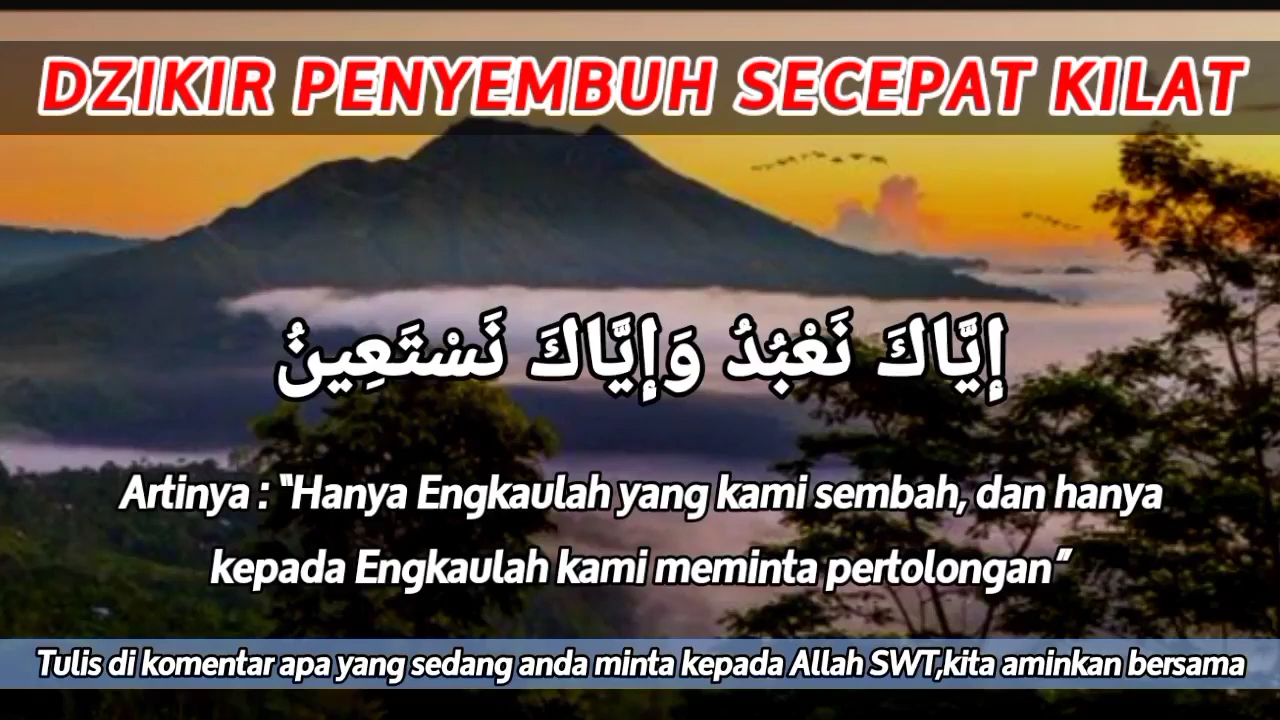 DZIKIR PENYEMBUH SECEPAT KILAT
إِيَّاكَ نَعْبُدُ وَإِيَّاكَ نَسْتَعِينُ
Artinya : "Hanya Engkaulah yang kami sembah, dan hanya
kepada Engkaulah kami meminta pertolongan"
Tulis di komentar apa yang sedang anda minta kepada Allah SWT,kita aminkan bersama